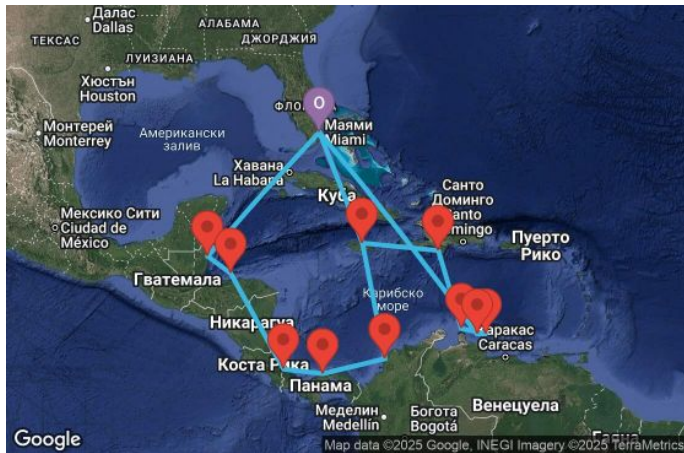 Далас
Dallas
АЛАБАМА
ТЕКСАС
ДЖОРДЖИЯ
ЛУИЗИАНА
Хюстън
Houston
О
Маями
Miami
Монтерей
Monterrey
Американски
залив
Хавана
La Habana
Куба
Санто
Доминго
Мексико Сити
Ciudad de
México
Пуерто
Рико
Гватемала
Карибско
море
Никарагуа
Каракас
Caracas
Коста Рика
Панама
Меделин
Medellín
Богота
Bogotá
Венецуела
Google
Map data ©2025 Google, INEGI Imagery ©2025 TerraMetrics